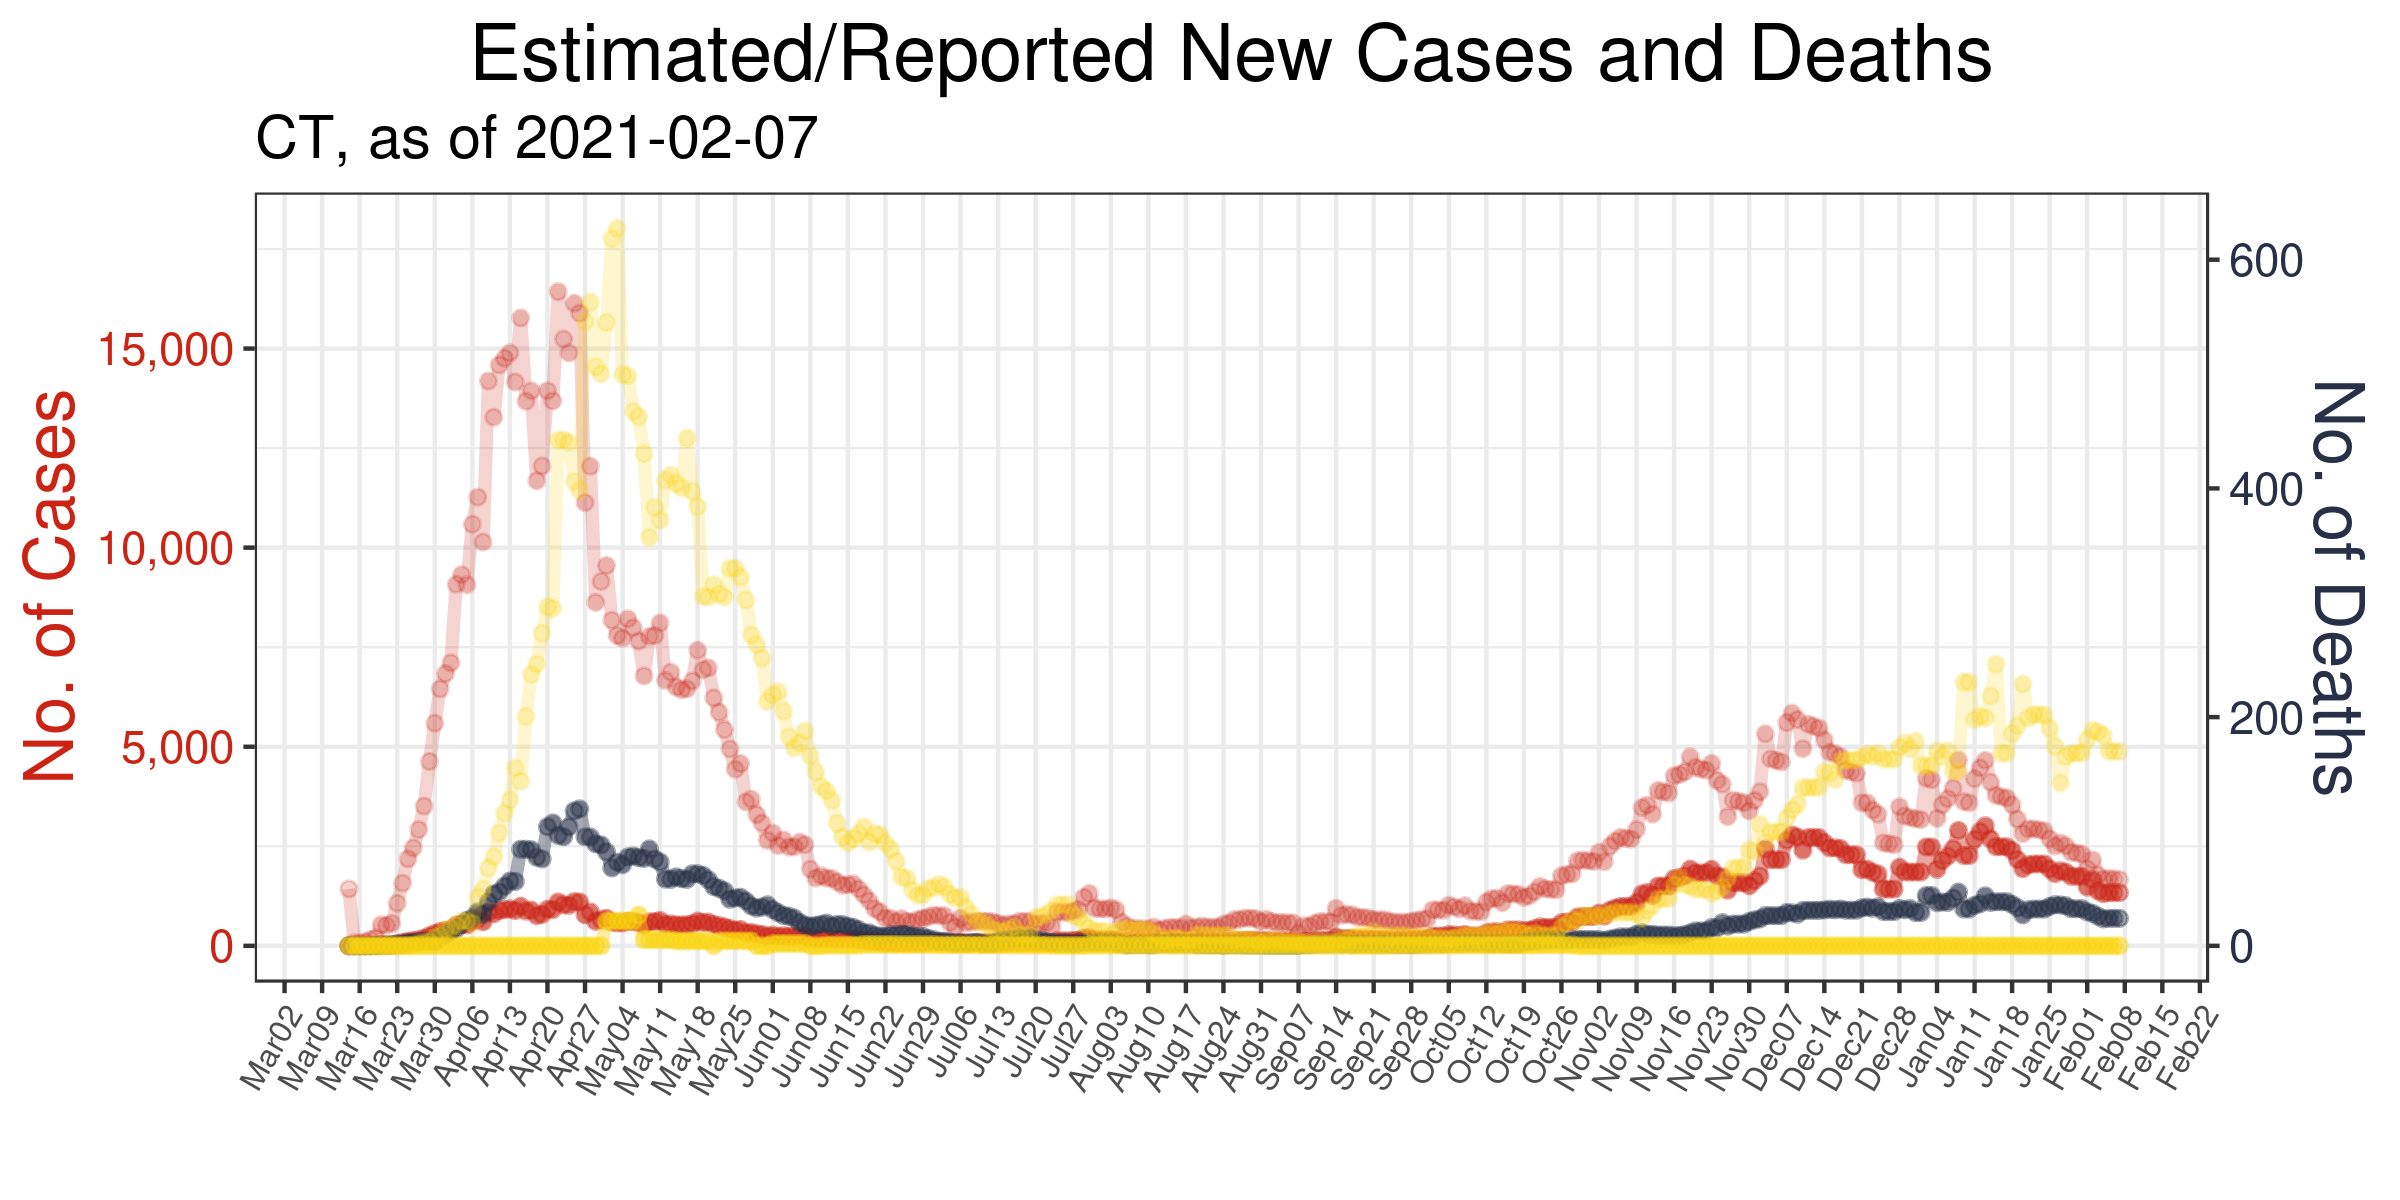 Estimated/Reported New Cases and Deaths
CT, as of 2021-02-07
No. of Cases
15,000
10,000
5,000
0
600
400
200
0
No. of Deaths
Mar02
Mar09
Mar16
Mar23
Mar30
Apr06
Apr13
Apr20
Apr27
May04
May11
May18
May25
Jun01
Jun08
Jun15
Jun22
Jun29
Jul06
Jul13
Jul20
Jul27
Aug03
Aug10
Aug17
Aug24
Aug31
Sep07
Sep14
Sep21
Sep28
Oct05
Oct12
Oct19
Oct26
Nov02
Nov09
Nov16
Nov23
Nov30
Dec07
Dec14
Dec21
Dec28
Jan04
Jan11
Jan18
Jan25
Feb01
Feb08
Feb15
Feb22